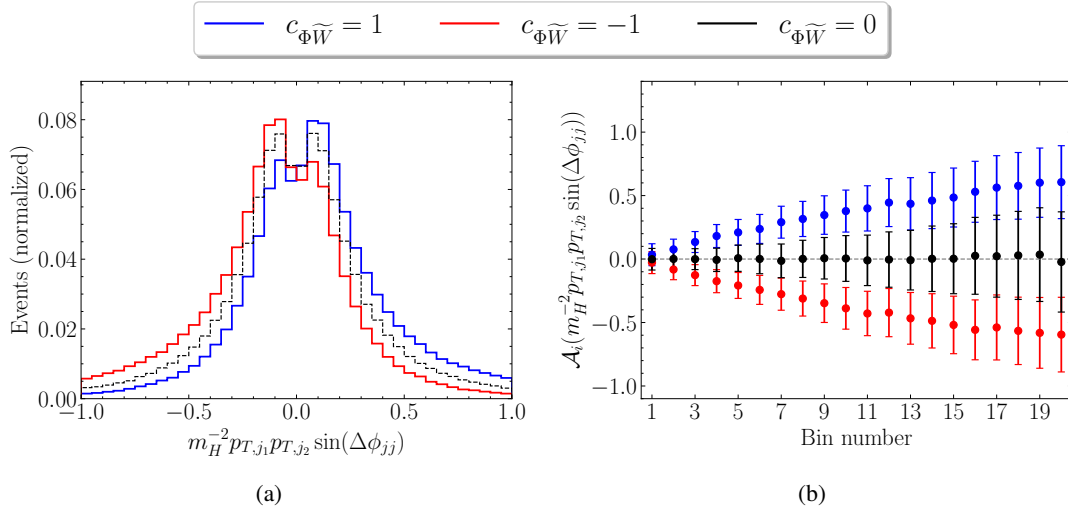 c_{ΦW̃} = 1 c_{ΦW̃} = −1 c_{ΦW̃} = 0
Events (normalized)
0.08
0.06
0.04
0.02
0.00
−1.0 −0.5 0.0 0.5 1.0
m_H^{−2} p_{T,j_1} p_{T,j_2} sin(Δϕ_{jj})
(a)
𝒜_i(m_H^{−2} p_{T,j_1} p_{T,j_2} sin(Δϕ_{jj}))
1.0
0.5
0.0
−0.5
−1.0
1 3 5 7 9 11 13 15 17 19
Bin number
(b)